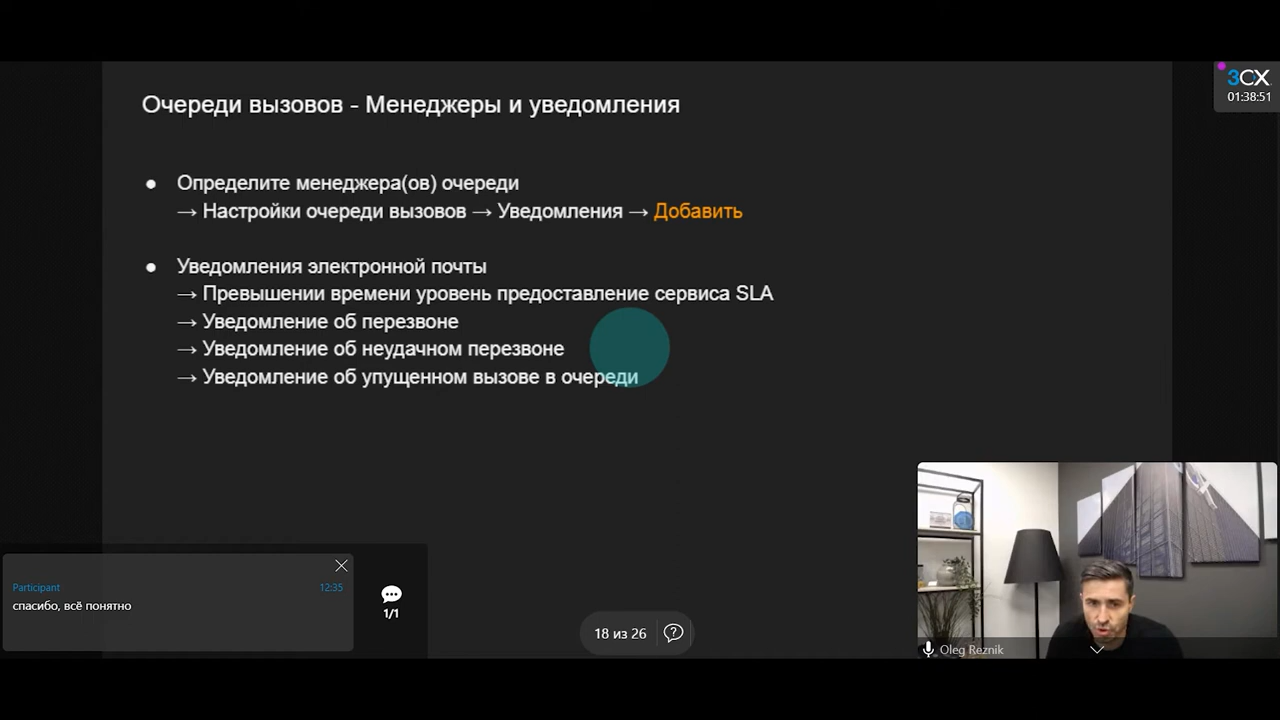 Очереди вызовов - Менеджеры и уведомления
3CX
01:38:51
● Определите менеджера(ов) очереди
→ Настройки очереди вызовов → Уведомления → Добавить
● Уведомления электронной почты
→ Превышении времени уровень предоставление сервиса SLA
→ Уведомление об перезвоне
→ Уведомление об неудачном перезвоне
→ Уведомление об упущенном вызове в очереди
Participant 12:35
спасибо, всё понятно
1/1
18 из 26
Oleg Reznik